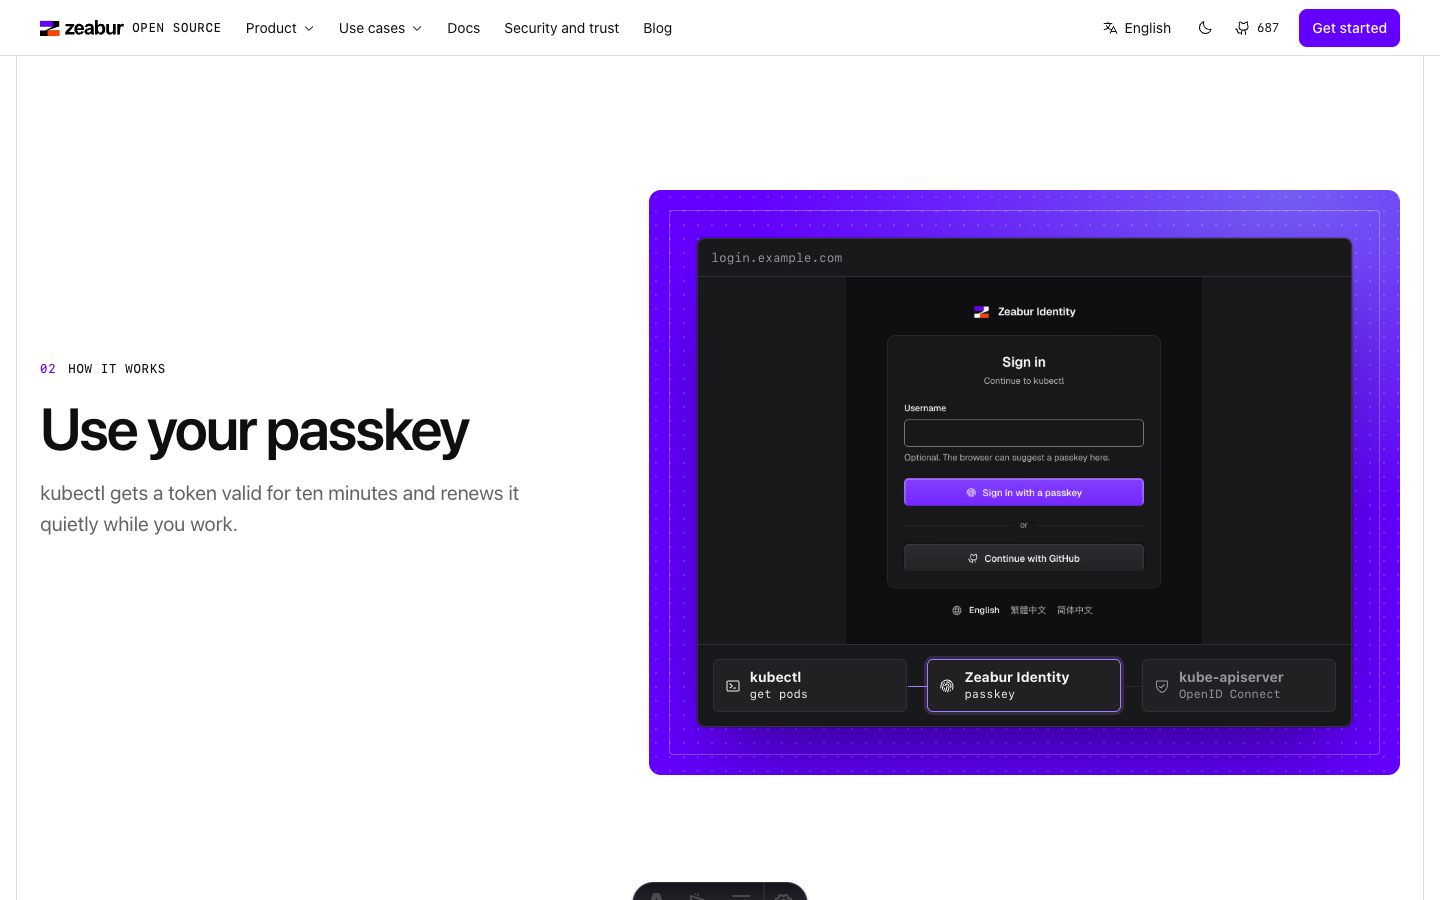 zeabur OPEN SOURCE Product Use cases Docs Security and trust Blog English 687 Get started
02 HOW IT WORKS
Use your passkey
kubectl gets a token valid for ten minutes and renews it
quietly while you work.
login.example.com
Zeabur Identity
Sign in
Continue to kubectl
Username
Optional. The browser can suggest a passkey here.
Sign in with a passkey
or
Continue with GitHub
English 繁體中文 简体中文
kubectl
get pods
Zeabur Identity
passkey
kube-apiserver
OpenID Connect